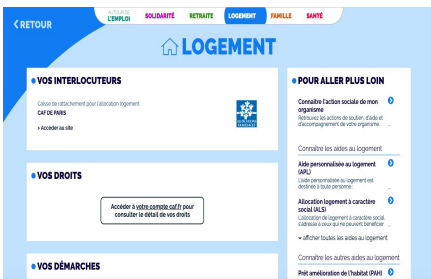 RETOUR
AUTOUR DE
L'EMPLOI
SOLIDARITÉ
RETRAITE
LOGEMENT
FAMILLE
SANTÉ
LOGEMENT
VOS INTERLOCUTEURS
Caisse de rattachement pour l'allocation logement
CAF DE PARIS
> Accéder au site
ALLOCATIONS
FAMILIALES
VOS DROITS
Accéder à votre compte caf.fr pour
consulter le détail de vos droits
VOS DÉMARCHES
POUR ALLER PLUS LOIN
Connaître l'action sociale de mon
organisme
Retrouvez les actions de soutien, d'aide et
d'accompagnement de votre organisme. ...
Connaître les aides au logement
Aide personnalisée au logement
(APL)
L'aide personnalisée au logement est
destinée à toute personne : ...
Allocation logement à caractère
social (ALS)
L'allocation de logement à caractère social
s'adresse à ceux qui ne peuvent bénéficier ...
afficher toutes les aides au logement
Connaître les autres aides au logement
Prêt amélioration de l'habitat (PAH)